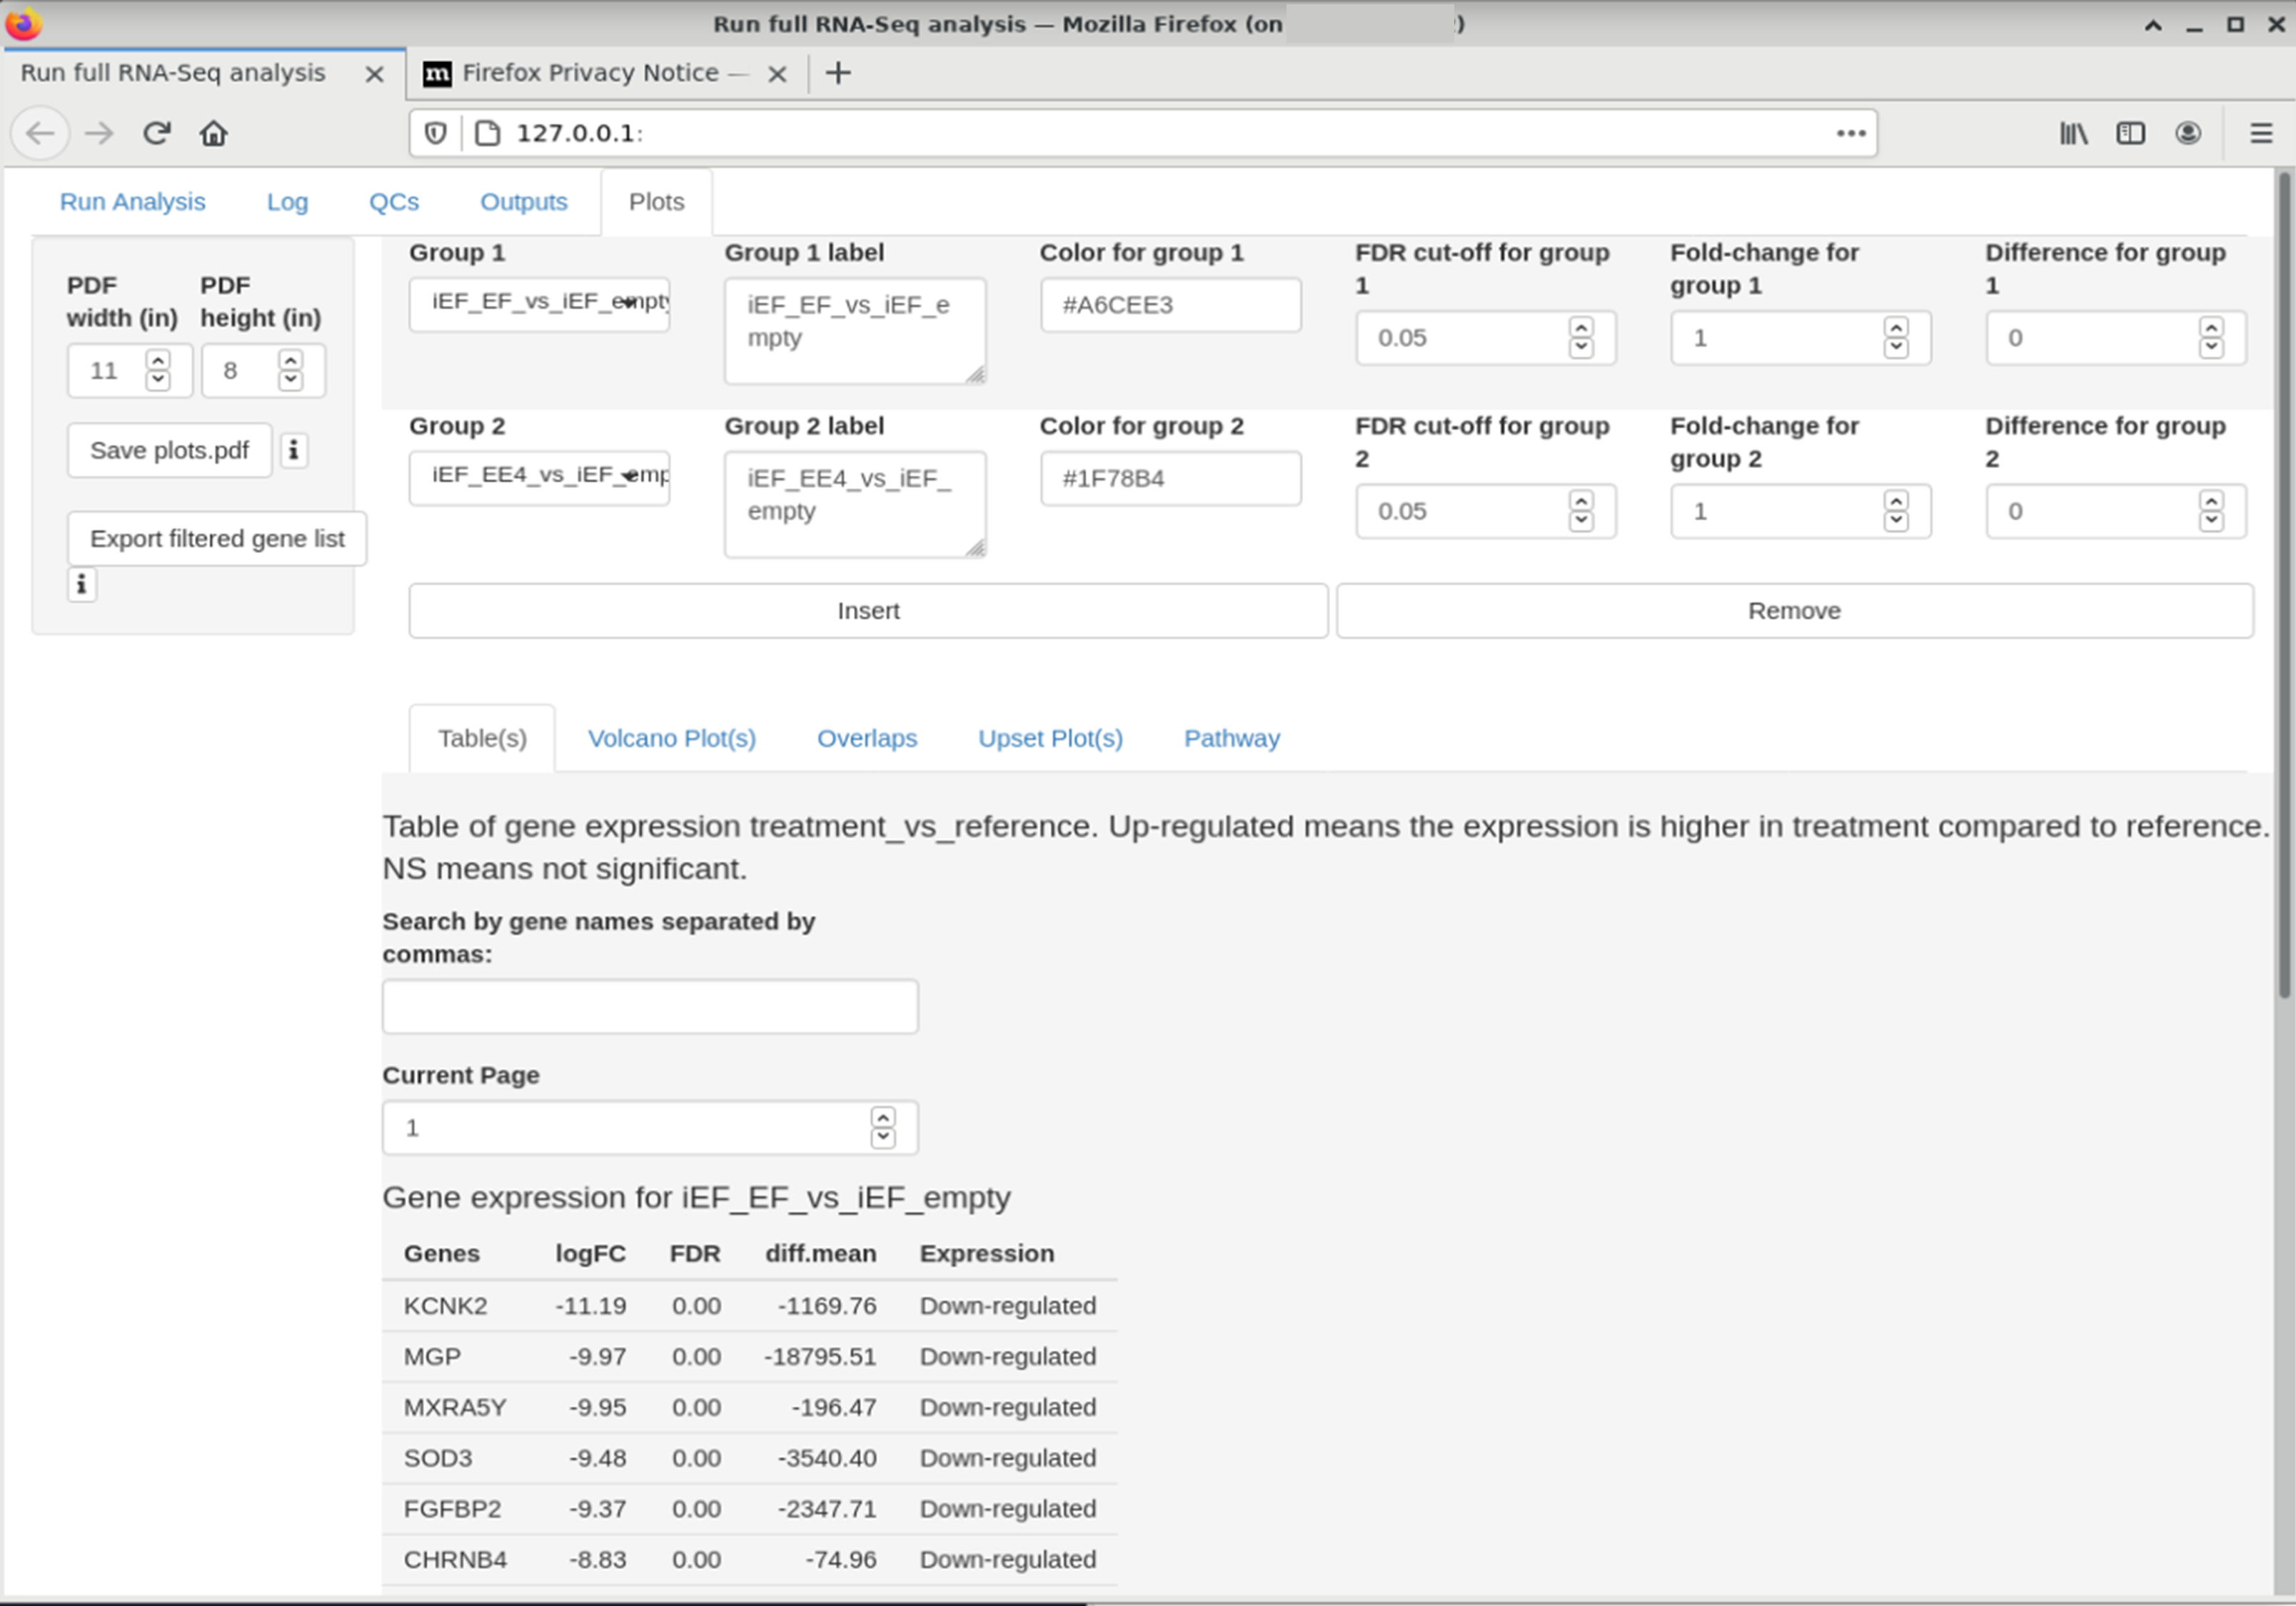 Run full RNA-Seq analysis — Mozilla Firefox (on )
Run full RNA-Seq analysis
Firefox Privacy Notice —
127.0.0.1:
Run Analysis Log QCs Outputs Plots
PDF width (in)
11
PDF height (in)
8
Save plots.pdf
Export filtered gene list
Group 1
iEF_EF_vs_iEF_empty
Group 1 label
iEF_EF_vs_iEF_e
mpty
Color for group 1
#A6CEE3
FDR cut-off for group
1
0.05
Fold-change for
group 1
1
Difference for group
1
0
Group 2
iEF_EE4_vs_iEF_emp
Group 2 label
iEF_EE4_vs_iEF_
empty
Color for group 2
#1F78B4
FDR cut-off for group
2
0.05
Fold-change for
group 2
1
Difference for group
2
0
Insert
Remove
Table(s) Volcano Plot(s) Overlaps Upset Plot(s) Pathway
Table of gene expression treatment_vs_reference. Up-regulated means the expression is higher in treatment compared to reference.
NS means not significant.
Search by gene names separated by
commas:
Current Page
1
Gene expression for iEF_EF_vs_iEF_empty
Genes logFC FDR diff.mean Expression
KCNK2 -11.19 0.00 -1169.76 Down-regulated
MGP -9.97 0.00 -18795.51 Down-regulated
MXRA5Y -9.95 0.00 -196.47 Down-regulated
SOD3 -9.48 0.00 -3540.40 Down-regulated
FGFBP2 -9.37 0.00 -2347.71 Down-regulated
CHRNB4 -8.83 0.00 -74.96 Down-regulated